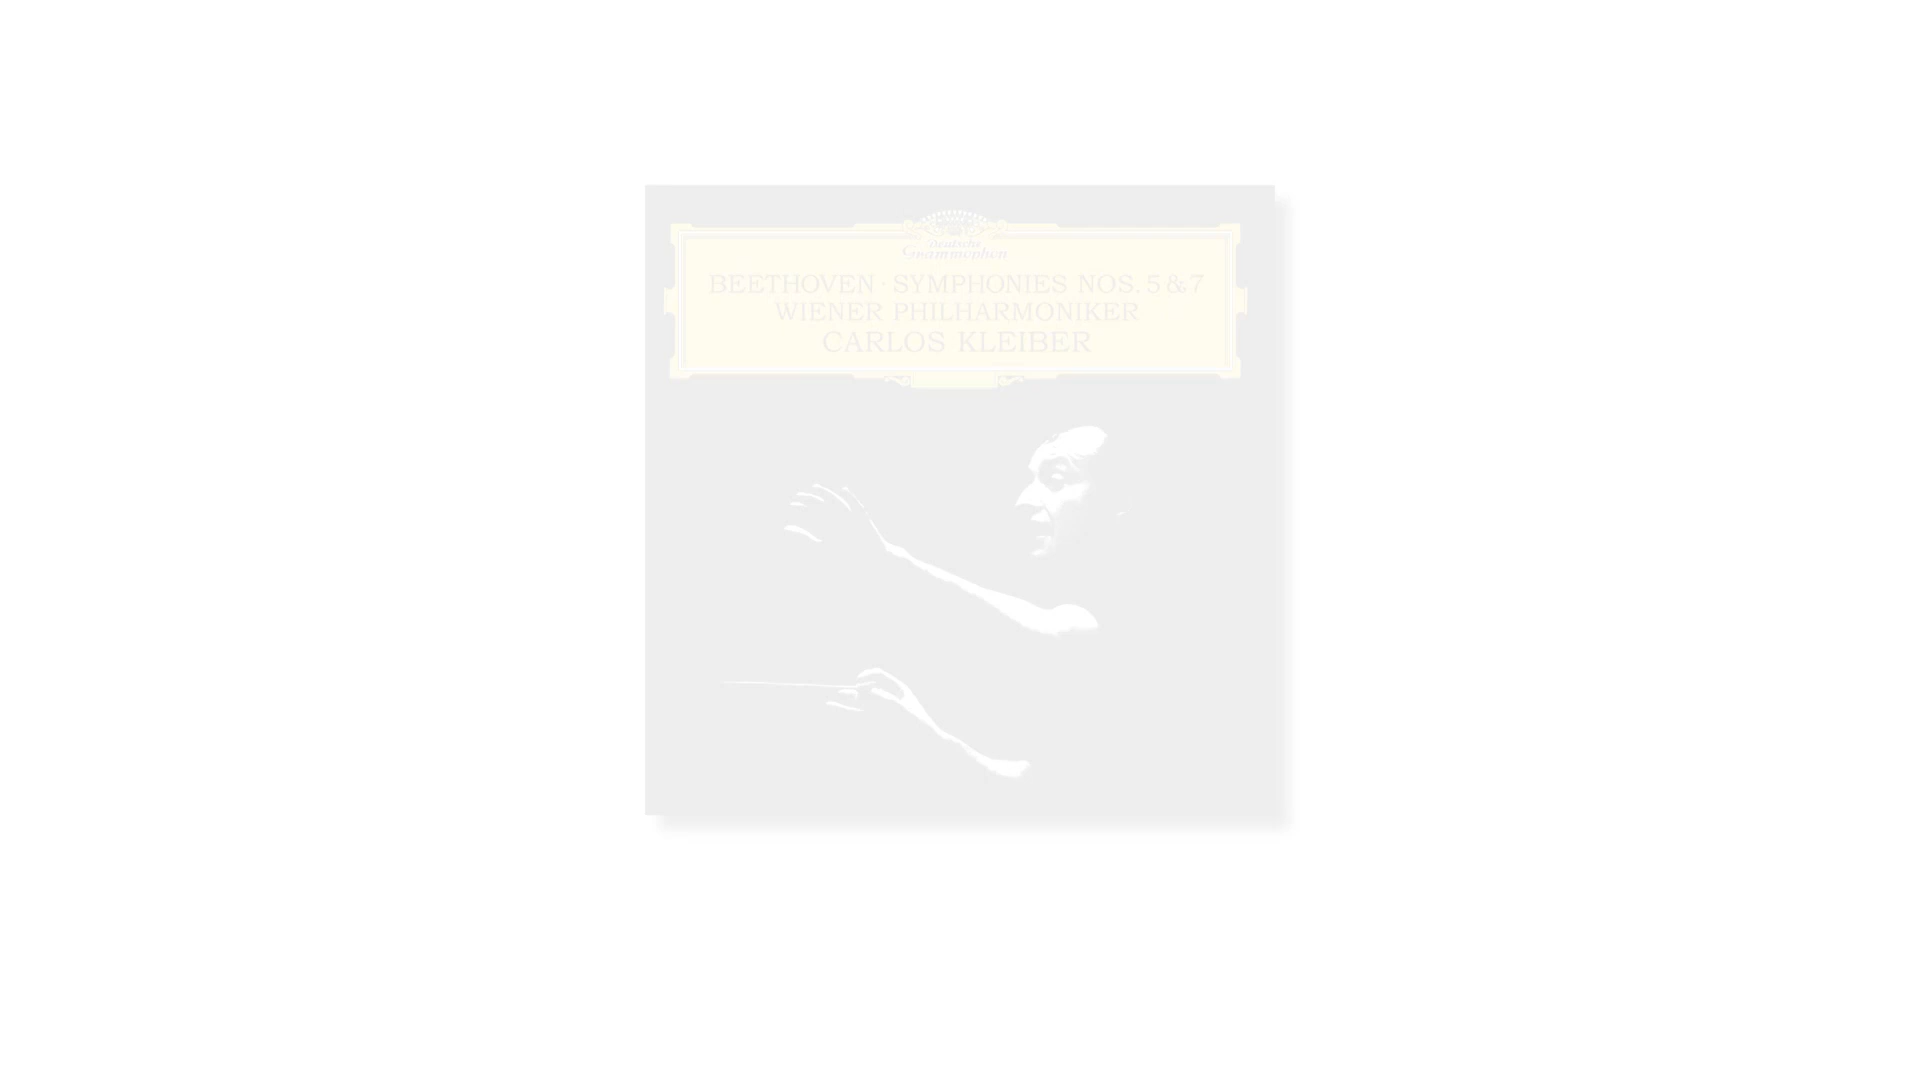 Deutsche
Grammophon
BEETHOVEN · SYMPHONIES NOS. 5 & 7
WIENER PHILHARMONIKER
CARLOS KLEIBER